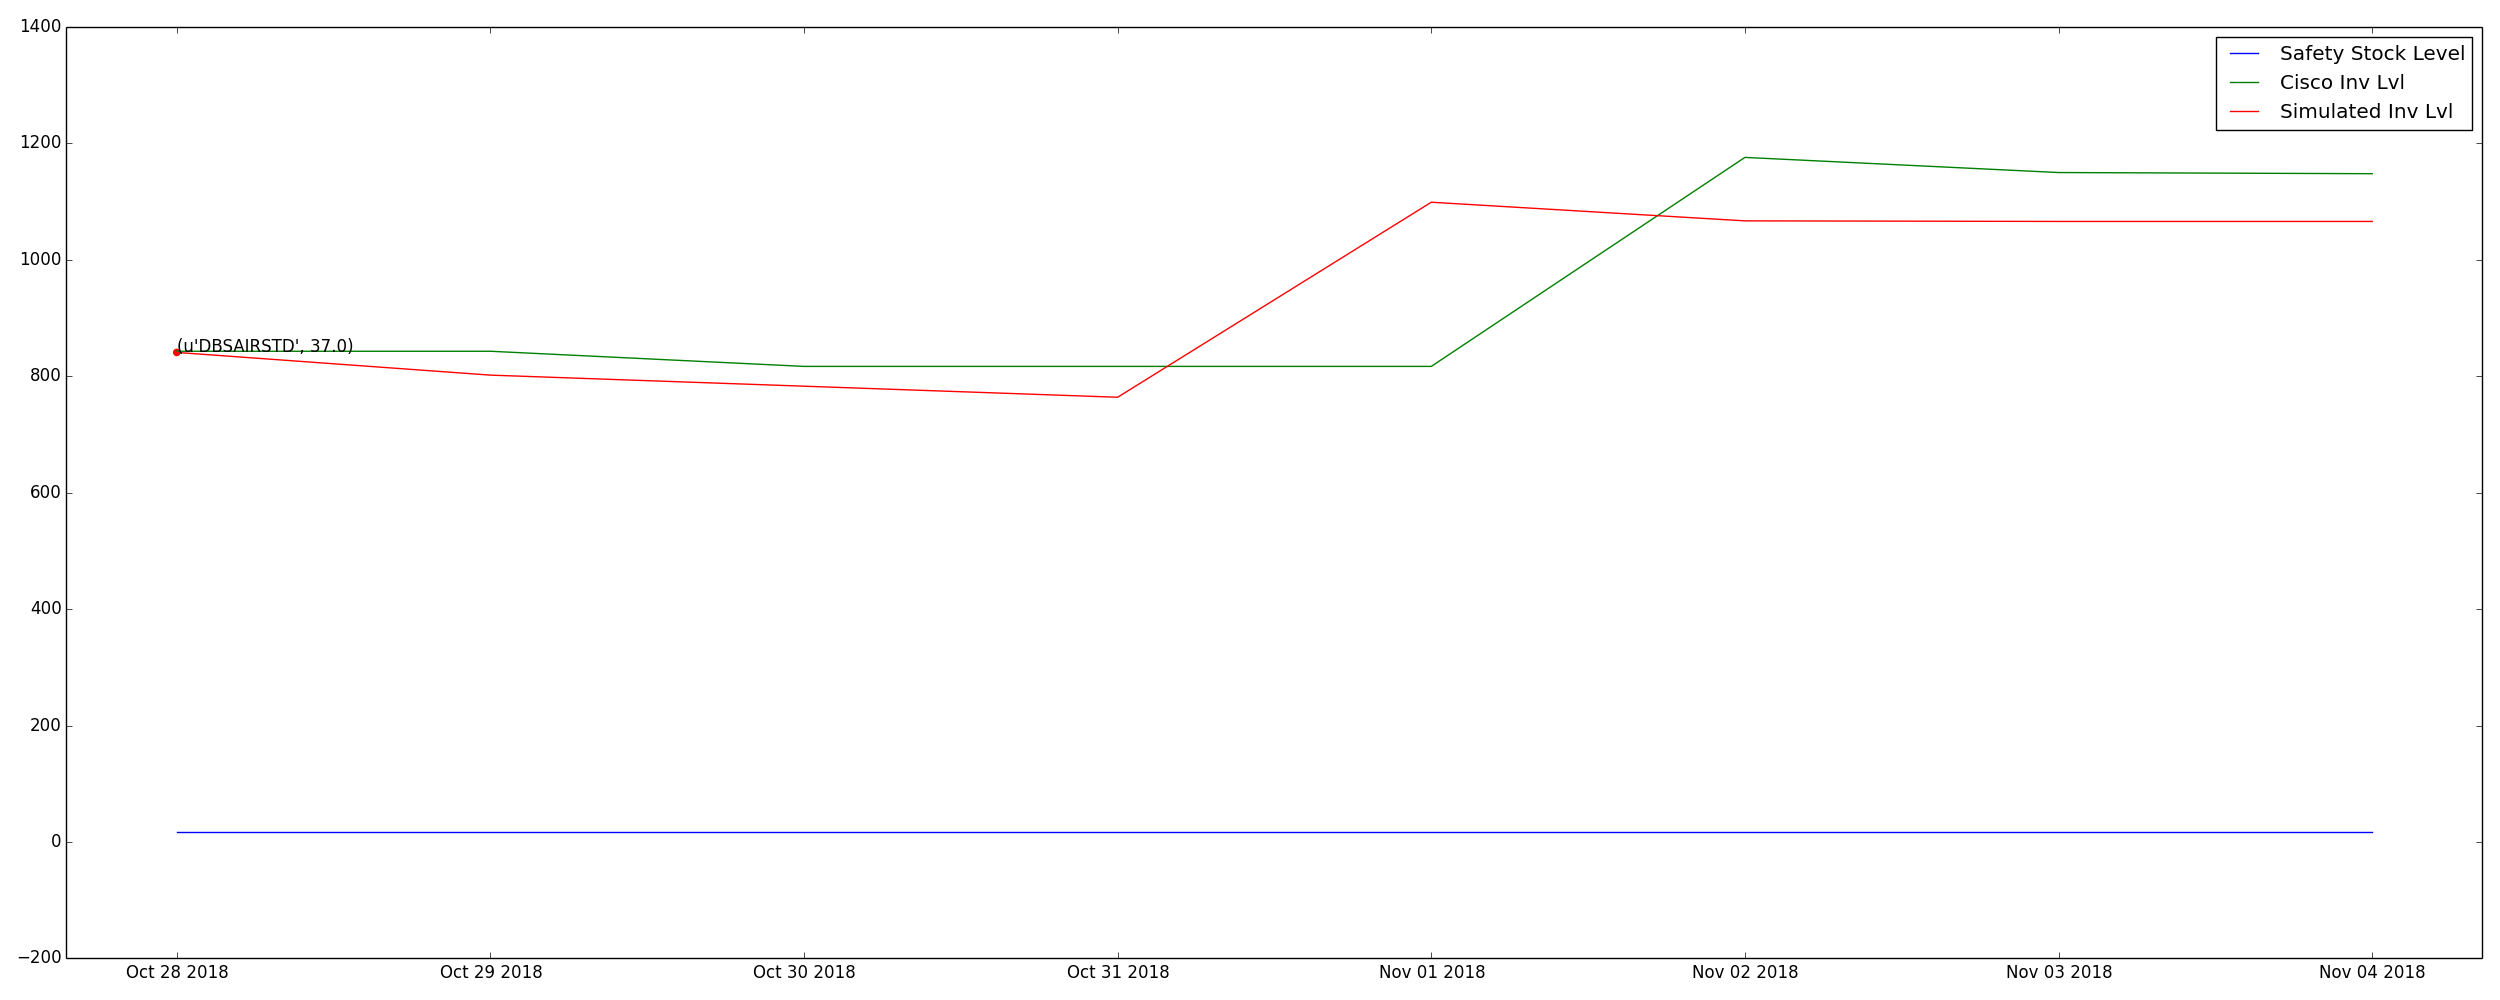 1400
1200
1000
800
600
400
200
0
−200
Safety Stock Level
Cisco Inv Lvl
Simulated Inv Lvl
(u'DBSAIRSTD', 37.0)
Oct 28 2018 Oct 29 2018 Oct 30 2018 Oct 31 2018 Nov 01 2018 Nov 02 2018 Nov 03 2018 Nov 04 2018